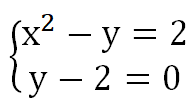 x² − y = 2
y − 2 = 0